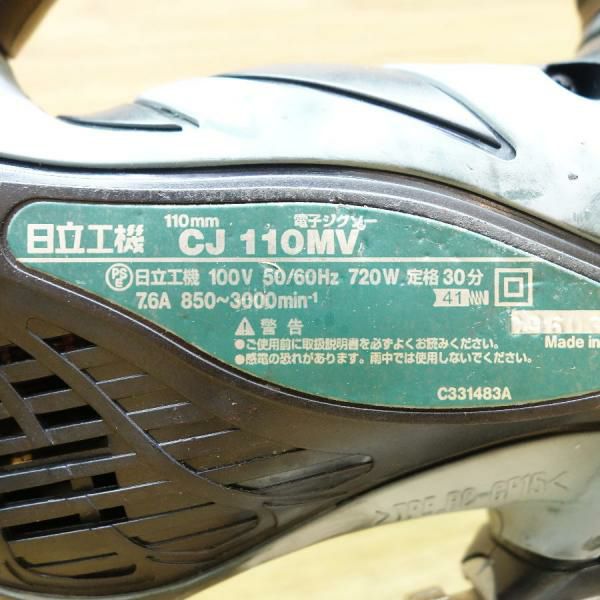 110mm 電子ジグソー
日立工機 CJ 110MV
PSE 日立工機 100V 50/60Hz 720W 定格30分
7.6A 850~3000min-1 41
警告
●ご使用前に取扱説明書を必ずよくお読みください。
●感電の恐れがあります。雨中では使用しないでください。
Made in
C331483A